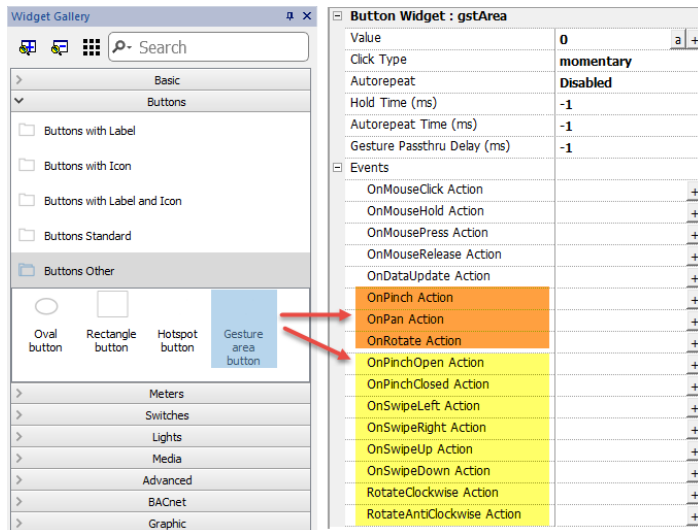 Widget Gallery
Search
Basic
Buttons
Buttons with Label
Buttons with Icon
Buttons with Label and Icon
Buttons Standard
Buttons Other
Oval button
Rectangle button
Hotspot button
Gesture area button
Meters
Switches
Lights
Media
Advanced
BACnet
Graphic
Button Widget : gstArea
Value 0 a +
Click Type momentary
Autorepeat Disabled
Hold Time (ms) -1
Autorepeat Time (ms) -1
Gesture Passthru Delay (ms) -1
Events
OnMouseClick Action +
OnMouseHold Action +
OnMousePress Action +
OnMouseRelease Action +
OnDataUpdate Action +
OnPinch Action +
OnPan Action +
OnRotate Action +
OnPinchOpen Action +
OnPinchClosed Action +
OnSwipeLeft Action +
OnSwipeRight Action +
OnSwipeUp Action +
OnSwipeDown Action +
RotateClockwise Action +
RotateAntiClockwise Action +